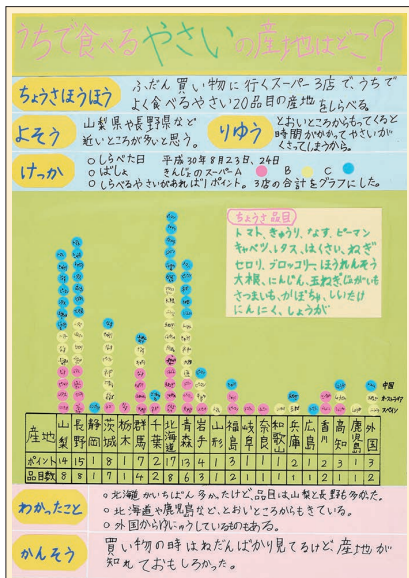 うちで食べるやさいの産地はどこ?
ちょうさほうほう
ふだん買い物に行くスーパー3店で、うちで
よく食べるやさい20品目の産地をしらべる。
よそう
山梨県や長野県など
近いところが多いと思う。
りゆう
とおいところからもってくると
時間がかかってやさいが
くさってしまうから。
けっか
○しらべた日 平成30年8月23日、24日
○ばしょ きんじょのスーパーA B C
○しらべるやさいがあれば1ポイント。3店の合計をグラフにした。
ちょうさ品目
トマト、きゅうり、なす、ピーマン
キャベツ、レタス、はくさい、ねぎ
セロリ、ブロッコリー、ほうれんそう
大根、にんじん、玉ねぎ、じゃがいも
さつまいも、かぼちゃ、しいたけ
にんにく、しょうが
中国
オーストラリア
スペイン
産地 山梨 長野 静岡 茨城 栃木 群馬 千葉 北海道 青森 岩手 山形 福島 岐阜 奈良 和歌山 兵庫 広島 香川 高知 鹿児島 外国
ポイント 14 15 1 8 1 7 2 17 13 4 1 3 1 1 1 2 1 2 3 1 3
品目数 8 8 1 7 1 4 2 8 6 3 1 1 1 1 1 2 1 1 2 1 2
わかったこと
○北海道がいちばん多かったけど、品目は山梨と長野も多かった。
○北海道や鹿児島など、とおいところからもきている。
○外国からゆにゅうしているものもある。
かんそう
買い物の時はねだんばかり見てるけど、産地が
知れておもしろかった。